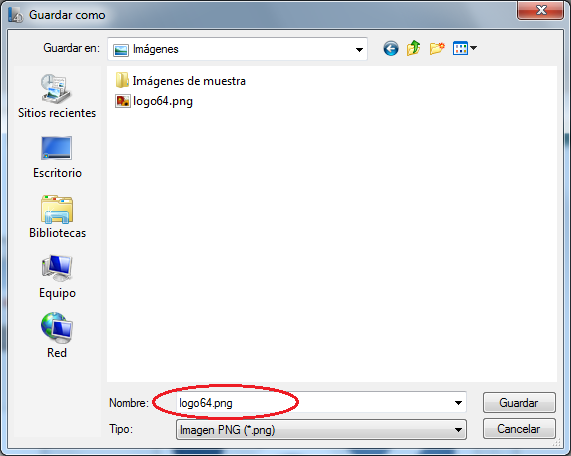 Guardar como
Guardar en: Imágenes
Imágenes de muestra
logo64.png
Sitios recientes
Escritorio
Bibliotecas
Equipo
Red
Nombre: logo64.png
Guardar
Tipo: Imagen PNG (*.png)
Cancelar